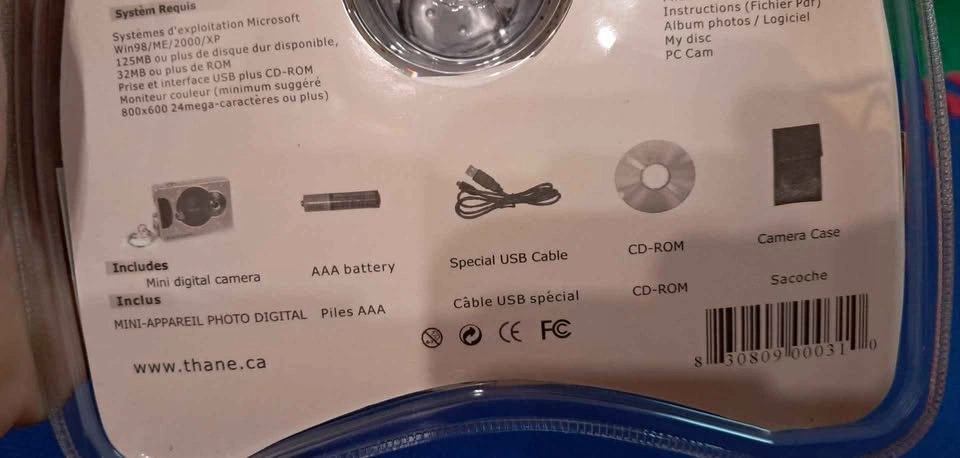 Systèm Requis
Systèmes d'exploitation Microsoft
Win98/ME/2000/XP
125MB ou plus de disque dur disponible,
32MB ou plus de ROM
Prise et interface USB plus CD-ROM
Moniteur couleur (minimum suggéré
800x600 24mega-caractères ou plus)
Instructions (Fichier Pdf)
Album photos / Logiciel
My disc
PC Cam
Includes
Mini digital camera
AAA battery
Special USB Cable
CD-ROM
Camera Case
Inclus
MINI-APPAREIL PHOTO DIGITAL
Piles AAA
Câble USB spécial
CD-ROM
Sacoche
CE FC
www.thane.ca
8 30809 00031 0